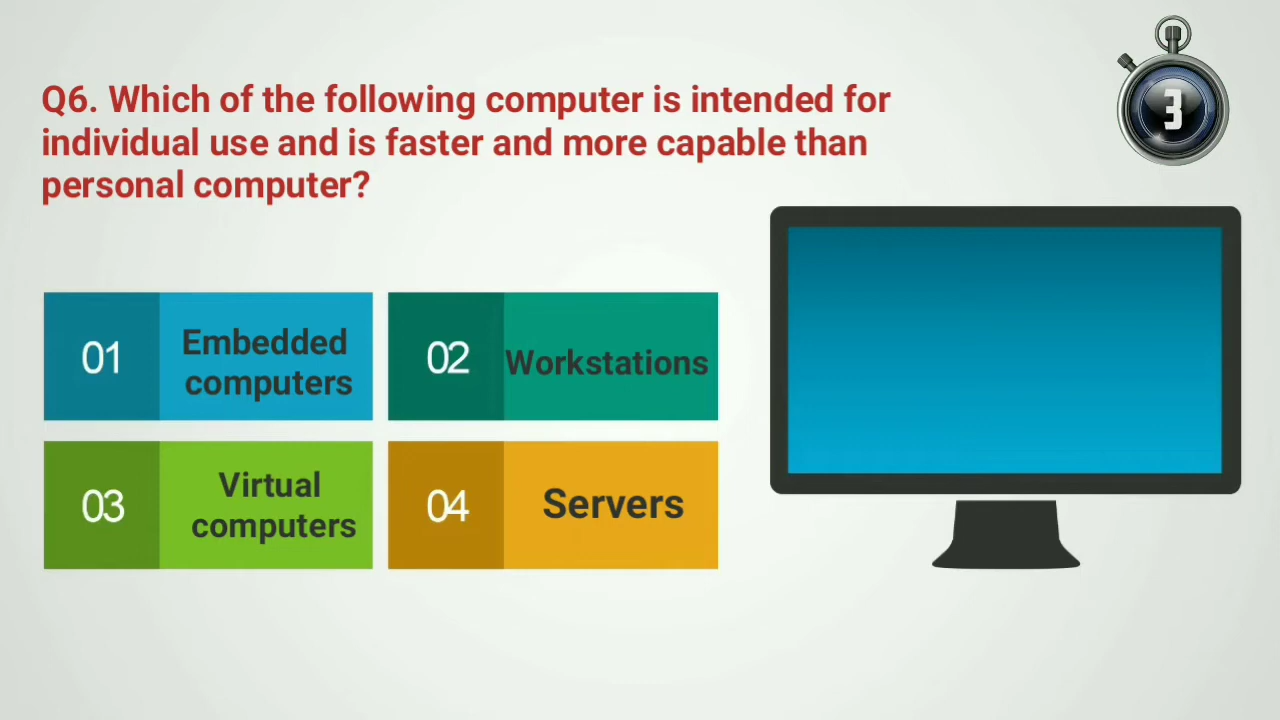 Q6. Which of the following computer is intended for
individual use and is faster and more capable than
personal computer?
3
01
Embedded
computers
02
Workstations
03
Virtual
computers
04
Servers